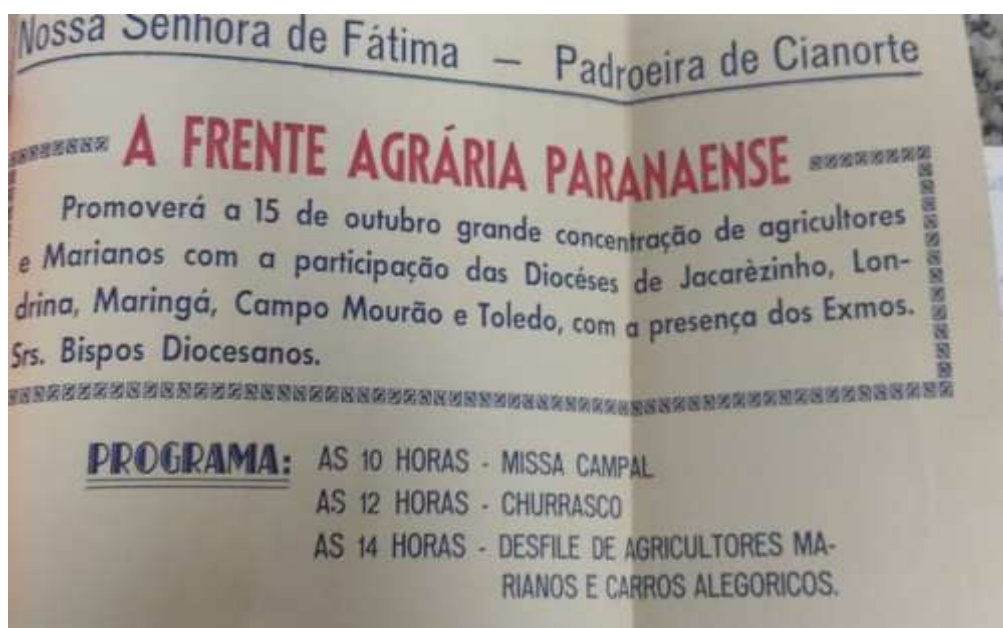 Nossa Senhora de Fátima — Padroeira de Cianorte
A FRENTE AGRÁRIA PARANAENSE
Promoverá a 15 de outubro grande concentração de agricultores
e Marianos com a participação das Diocéses de Jacarèzinho, Lon-
drina, Maringá, Campo Mourão e Toledo, com a presença dos Exmos.
Srs. Bispos Diocesanos.
PROGRAMA: AS 10 HORAS - MISSA CAMPAL
AS 12 HORAS - CHURRASCO
AS 14 HORAS - DESFILE DE AGRICULTORES MA-
RIANOS E CARROS ALEGORICOS.